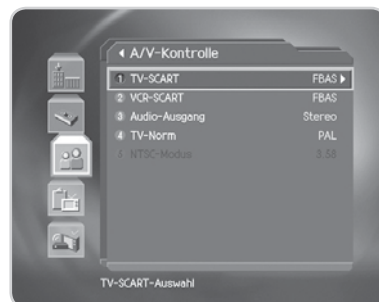 A/V-Kontrolle
1 TV-SCART FBAS
2 VCR-SCART FBAS
3 Audio-Ausgang Stereo
4 TV-Norm PAL
NTSC-Modus 3.58
TV-SCART-Auswahl